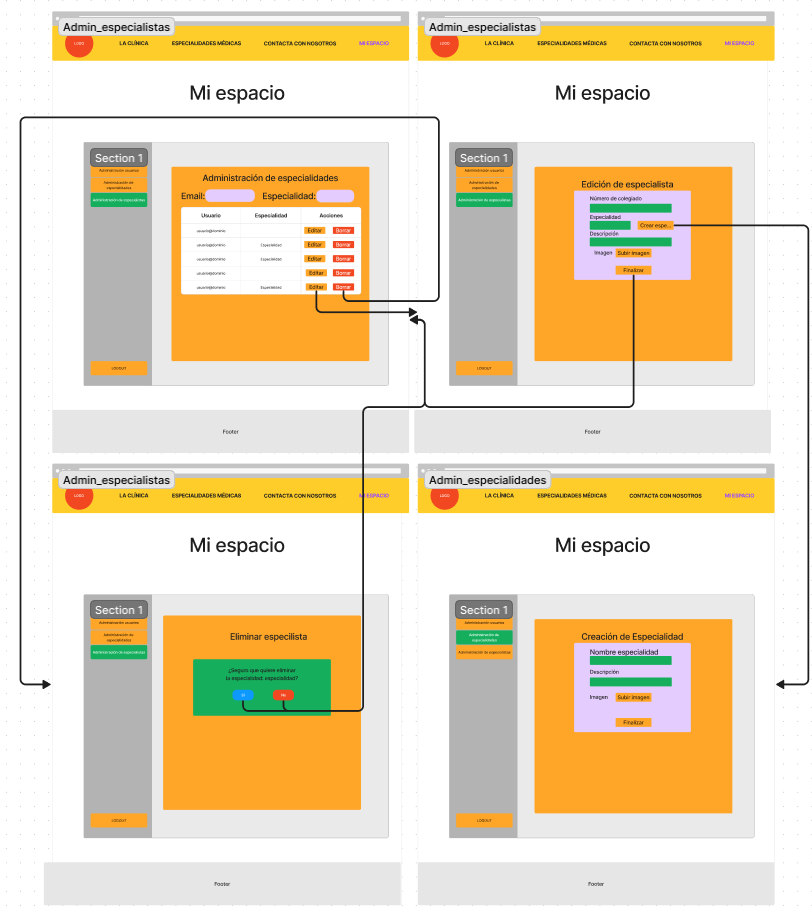 Admin_especialistas
LOGO
LA CLÍNICA
ESPECIALIDADES MÉDICAS
CONTACTA CON NOSOTROS
MI ESPACIO
Mi espacio
Section 1
Administración usuarios
Administración de
especialidades
Administración de especialistas
LOGOUT
Administración de especialidades
Email:
Especialidad:
Usuario
Especialidad
Acciones
usuario@dominio
Editar
Borrar
usuario@dominio
Especialidad
Editar
Borrar
usuario@dominio
Especialidad
Editar
Borrar
usuario@dominio
Editar
Borrar
usuario@dominio
Especialidad
Editar
Borrar
Footer
Admin_especialistas
LOGO
LA CLÍNICA
ESPECIALIDADES MÉDICAS
CONTACTA CON NOSOTROS
MI ESPACIO
Mi espacio
Section 1
Administración usuarios
Administración de
especialidades
Administración de especialistas
LOGOUT
Edición de especialista
Número de colegiado
Especialidad
Crear espe...
Descripción
Imagen
Subir imagen
Finalizar
Footer
Admin_especialistas
LOGO
LA CLÍNICA
ESPECIALIDADES MÉDICAS
CONTACTA CON NOSOTROS
MI ESPACIO
Mi espacio
Section 1
Administración usuarios
Administración de
especialidades
Administración de especialistas
LOGOUT
Eliminar especilista
¿Seguro que quiere eliminar
la especialdad: especialidad?
Sí
No
Footer
Admin_especialidades
LOGO
LA CLÍNICA
ESPECIALIDADES MÉDICAS
CONTACTA CON NOSOTROS
MI ESPACIO
Mi espacio
Section 1
Administración usuarios
Administración de
especialidades
Administración de especialistas
LOGOUT
Creación de Especialidad
Nombre especialidad
Descripción
Imagen
Subir imagen
Finalizar
Footer